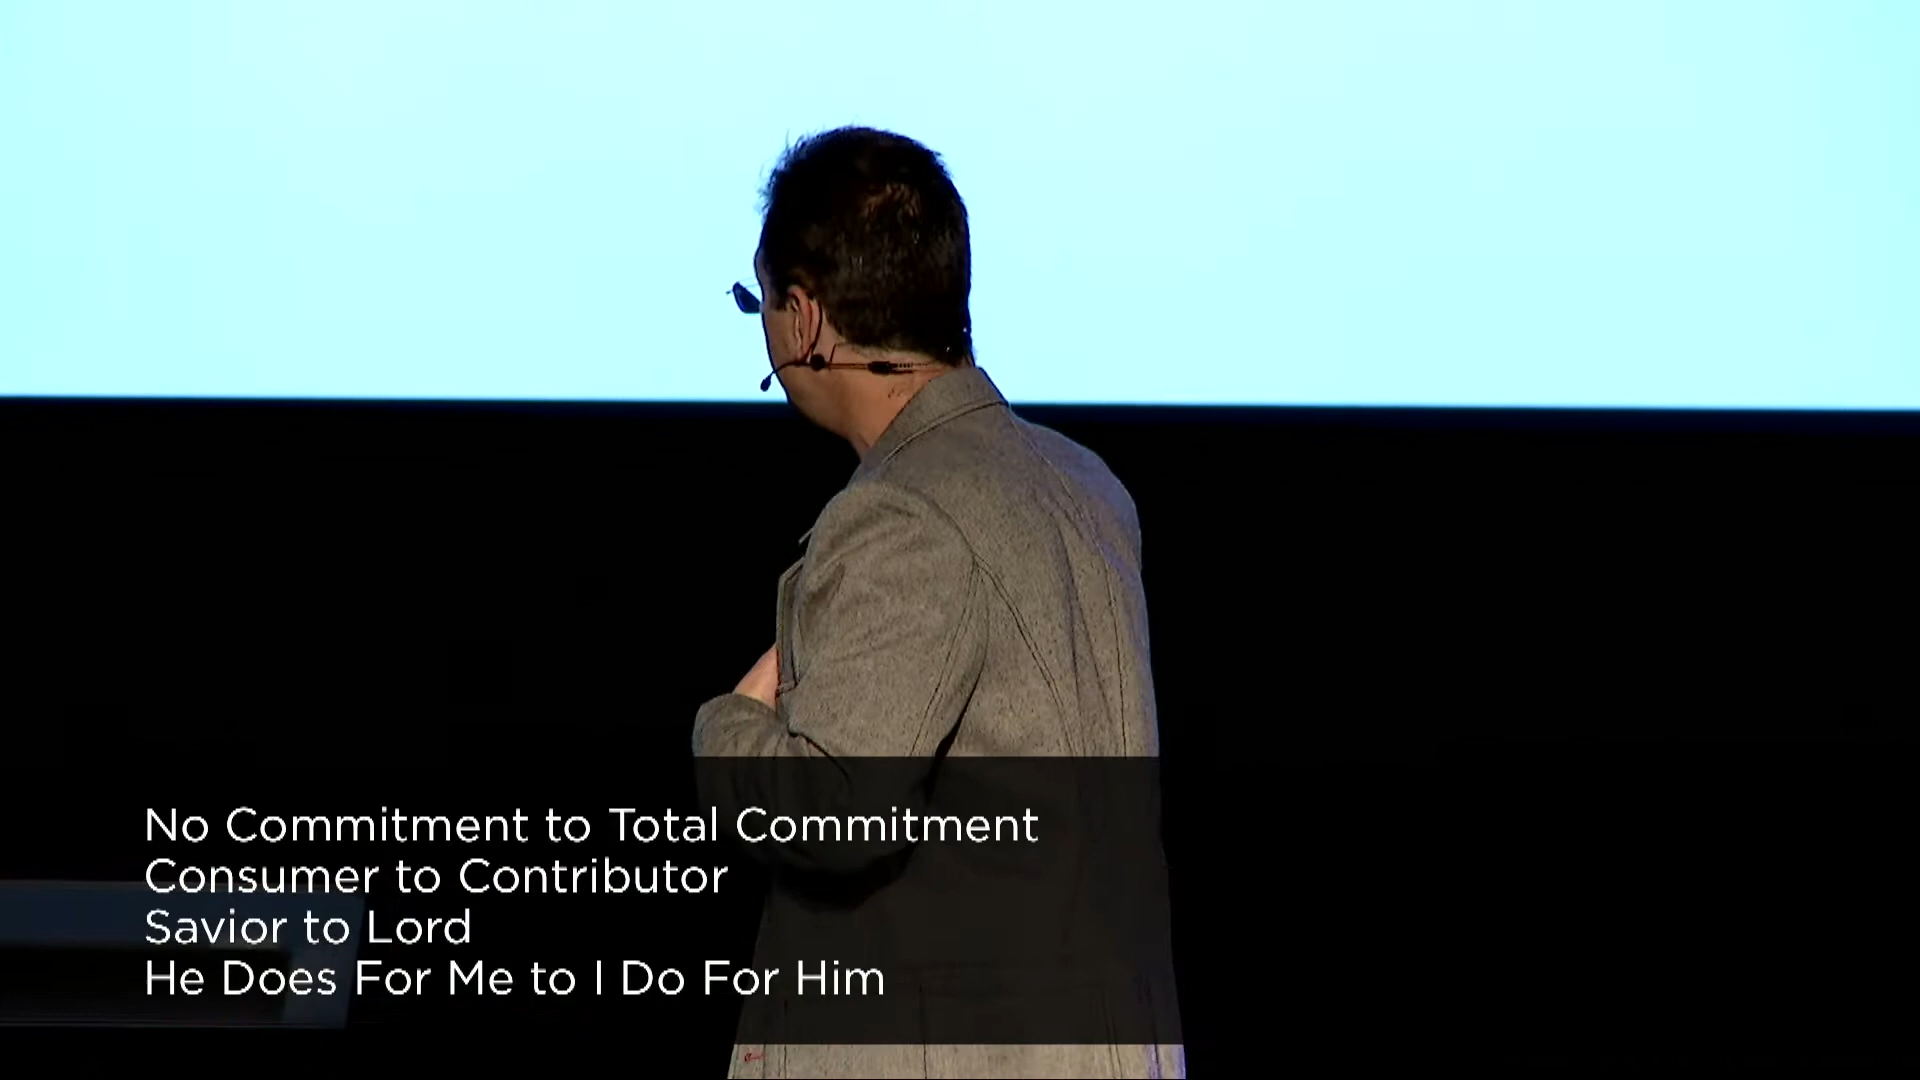 No Commitment to Total Commitment
Consumer to Contributor
Savior to Lord
He Does For Me to I Do For Him